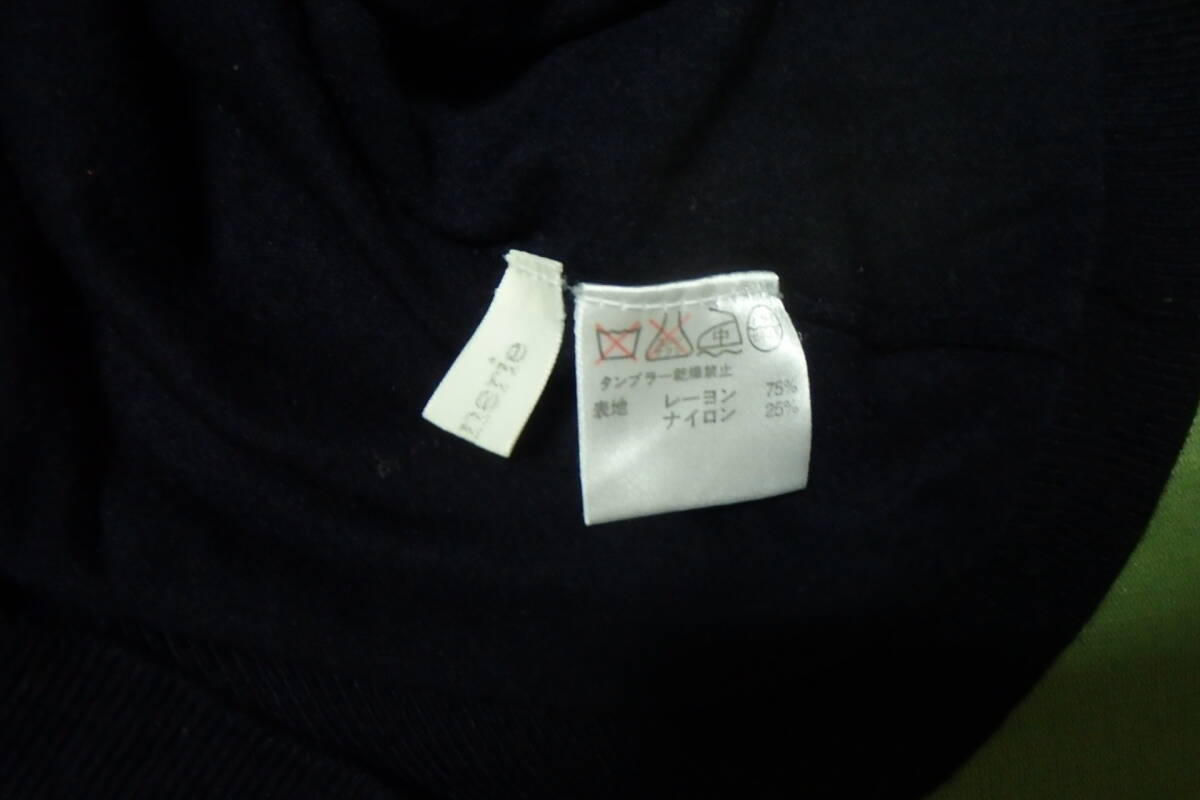 nerie
中
タンブラー乾燥禁止
表地 レーヨン 75%
ナイロン 25%